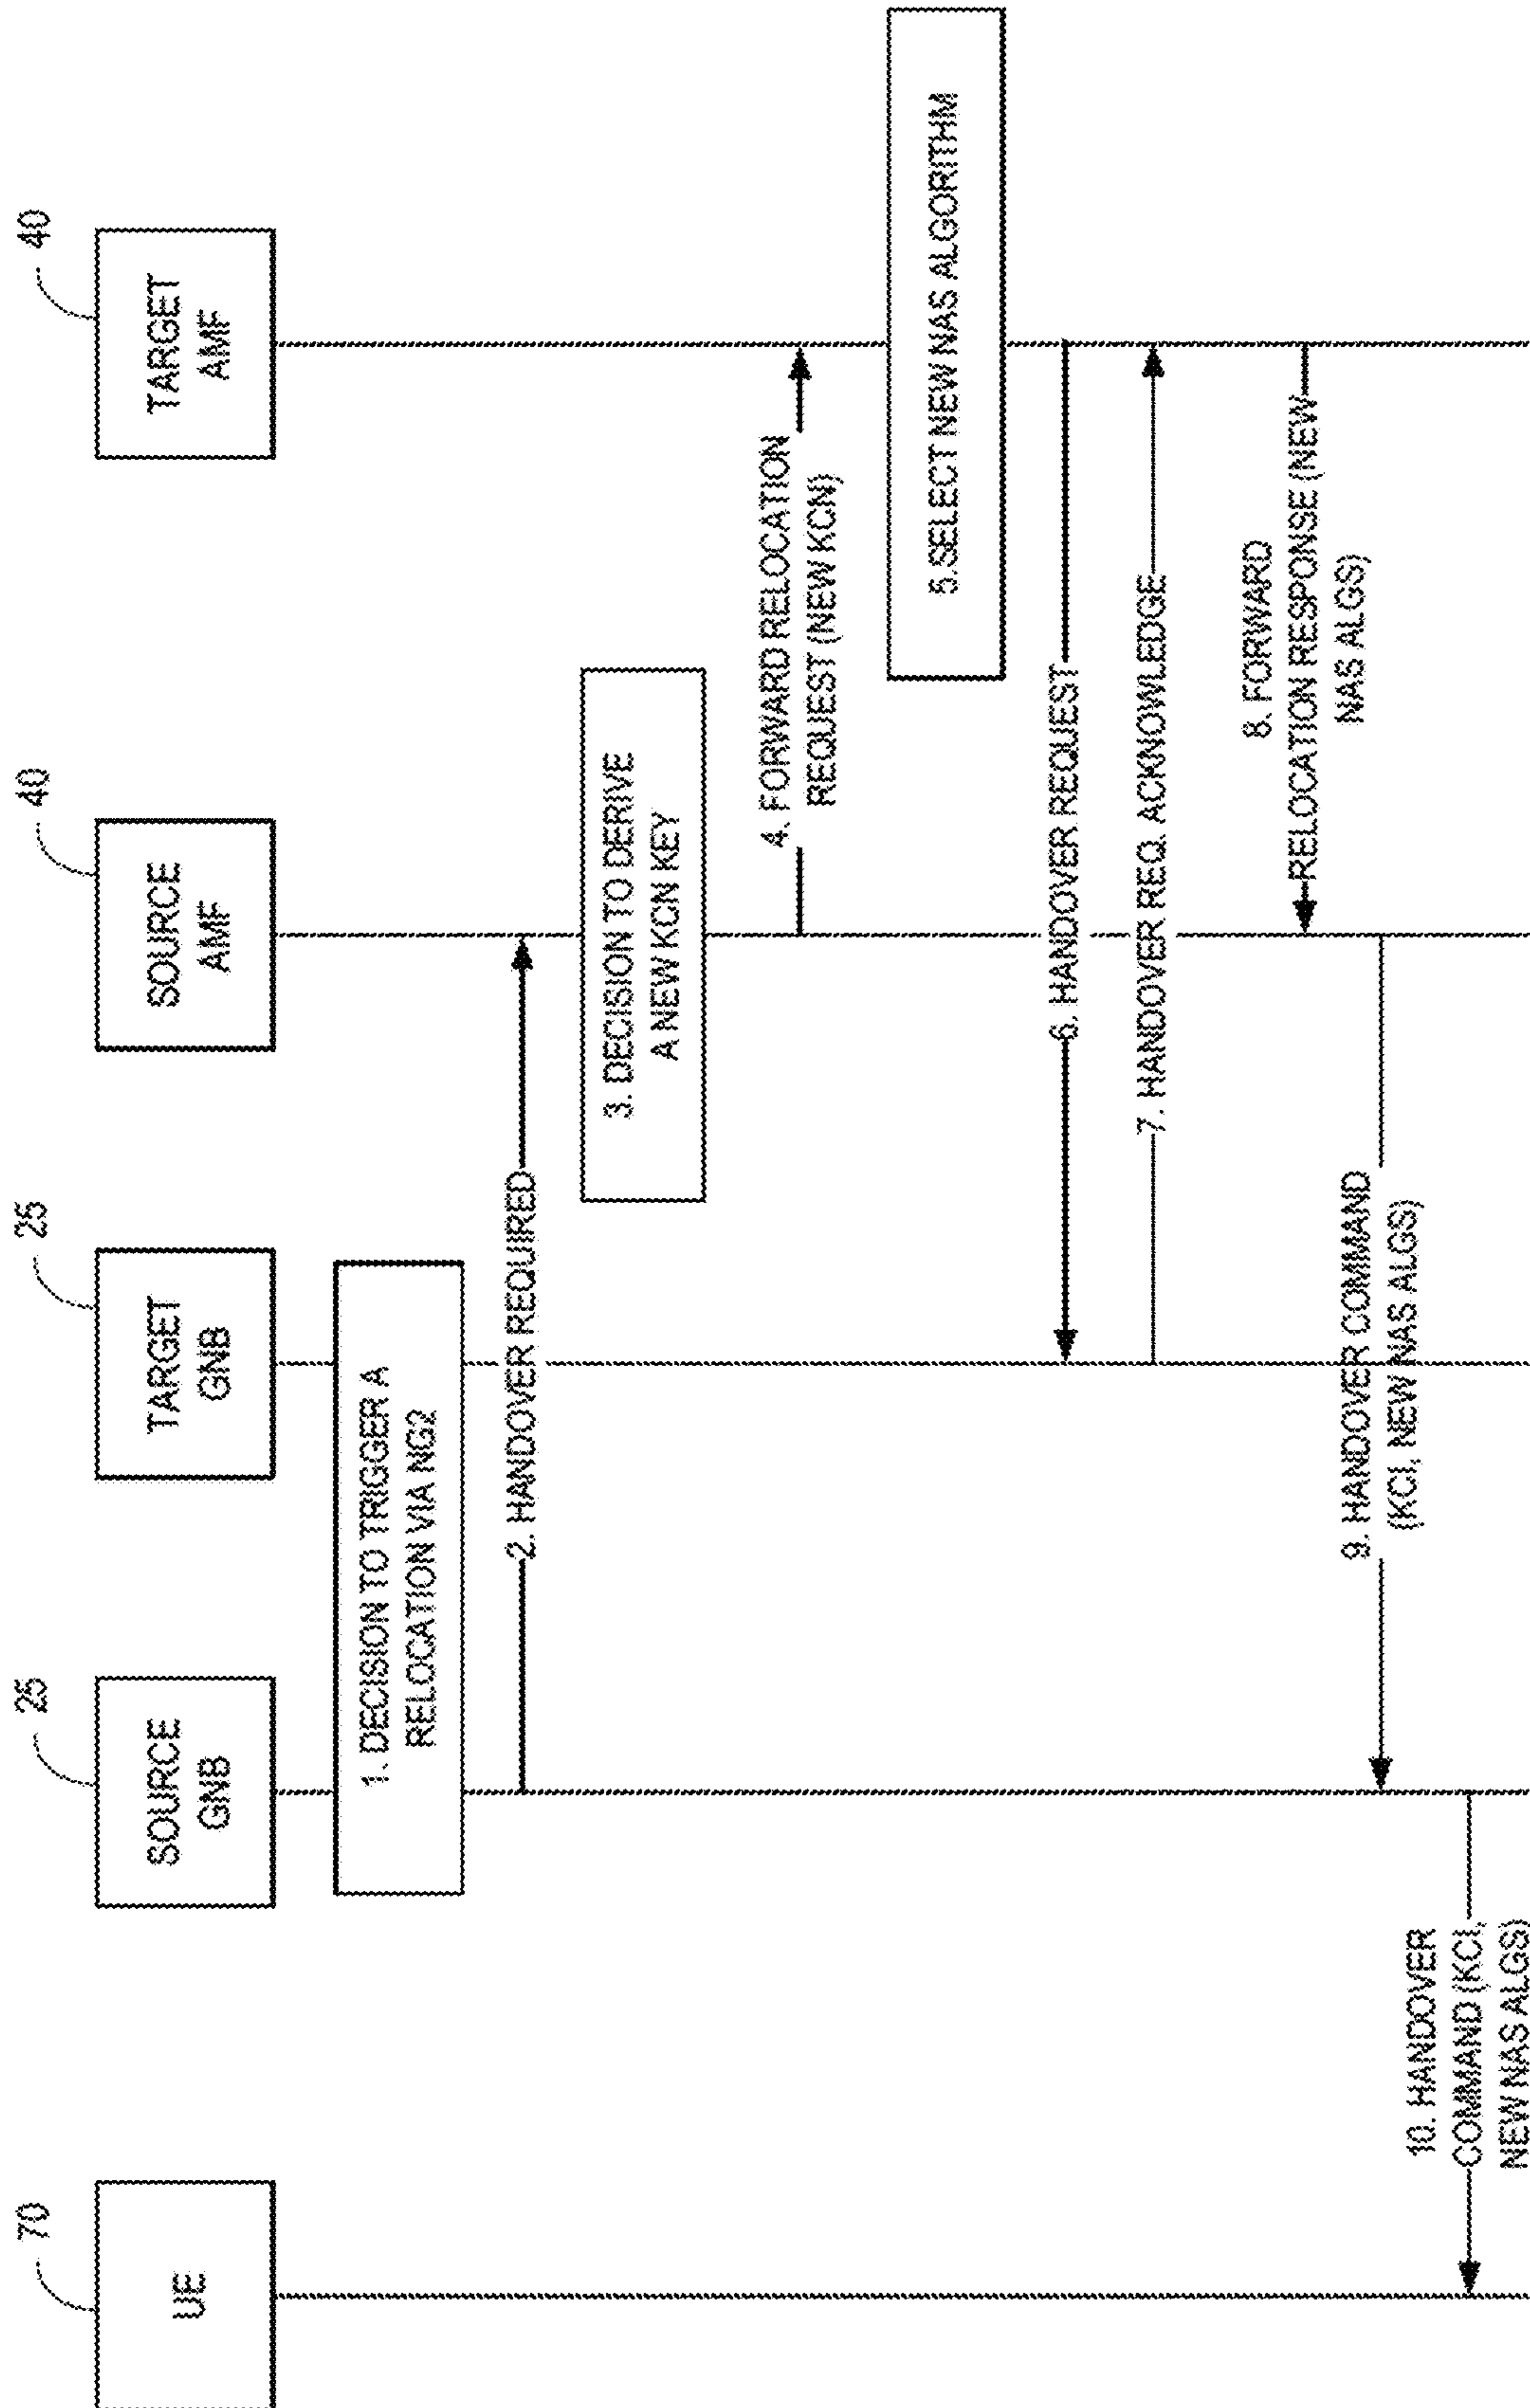 70
UE
25
SOURCE
GNB
25
TARGET
GNB
40
SOURCE
AMF
40
TARGET
AMF
1. DECISION TO TRIGGER A
RELOCATION VIA NG2
2. HANDOVER REQUIRED
3. DECISION TO DERIVE
A NEW KCN KEY
4. FORWARD RELOCATION
REQUEST (NEW KCN)
5.SELECT NEW NAS ALGORITHM
6. HANDOVER REQUEST
7. HANDOVER REQ. ACKNOWLEDGE
8. FORWARD
RELOCATION RESPONSE (NEW
NAS ALGS)
9. HANDOVER COMMAND
(KCI, NEW NAS ALGS)
10. HANDOVER
COMMAND (KCI,
NEW NAS ALGS)